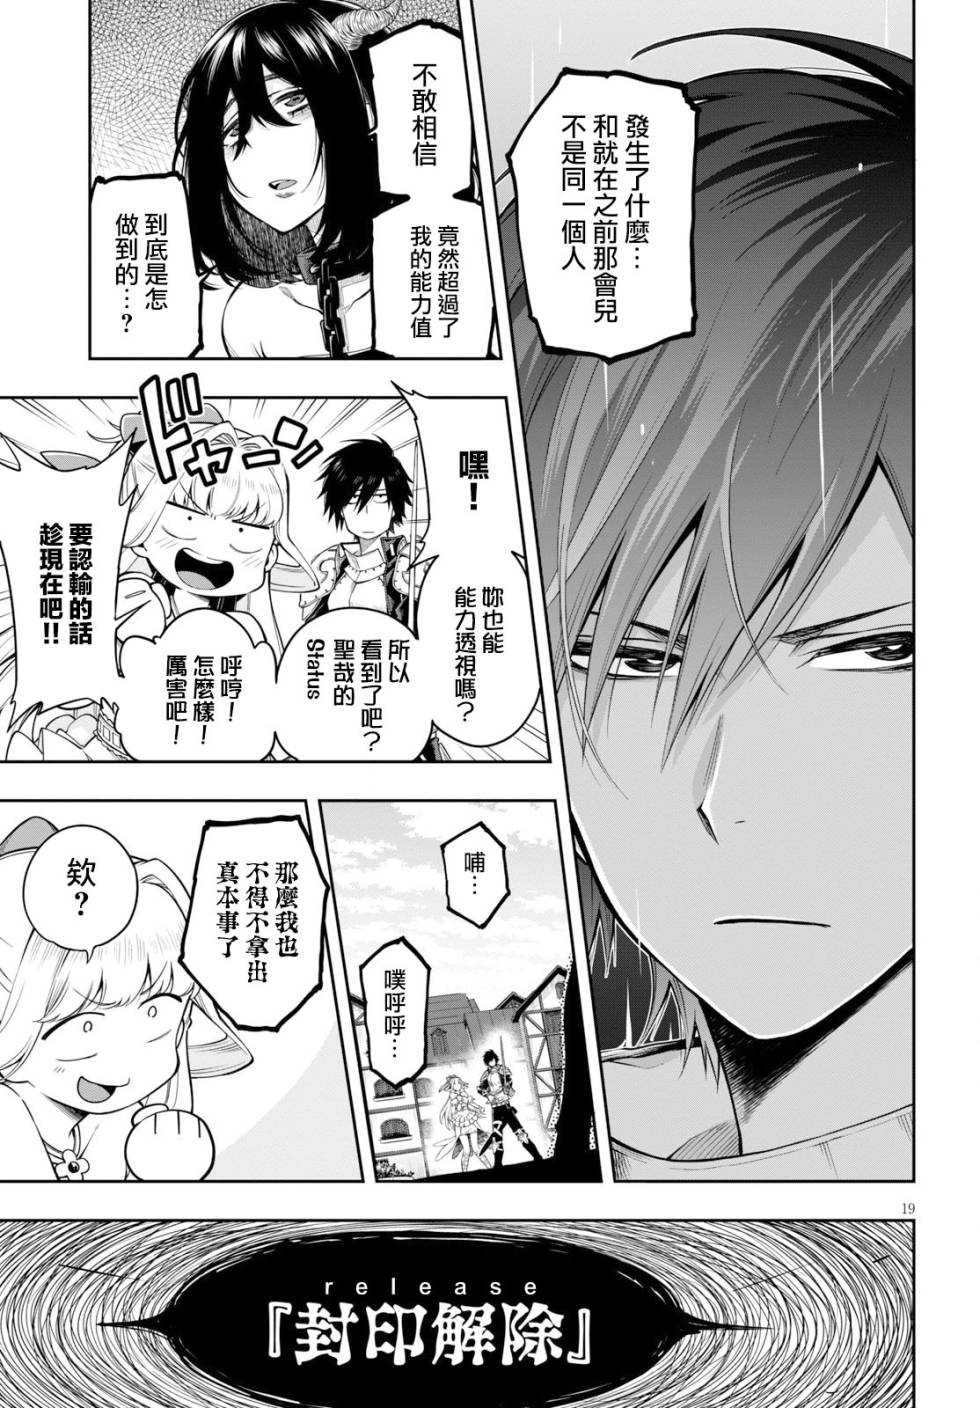 發生了什麼…
和就在之前那會兒
不是同一個人
不敢相信
竟然超過了
我的能力值
到底是怎
做到的…？
嘿！
妳也能
能力透視嗎？
所以
看到了吧？
聖哉的
Status
ドギャーン
呼哼！
怎麼樣！
厲害吧！
要認輸的話
趁現在吧!!
哺…
噗呼呼…
那麼我也
不得不拿出
真本事了
欸？
19
release
『封印解除』